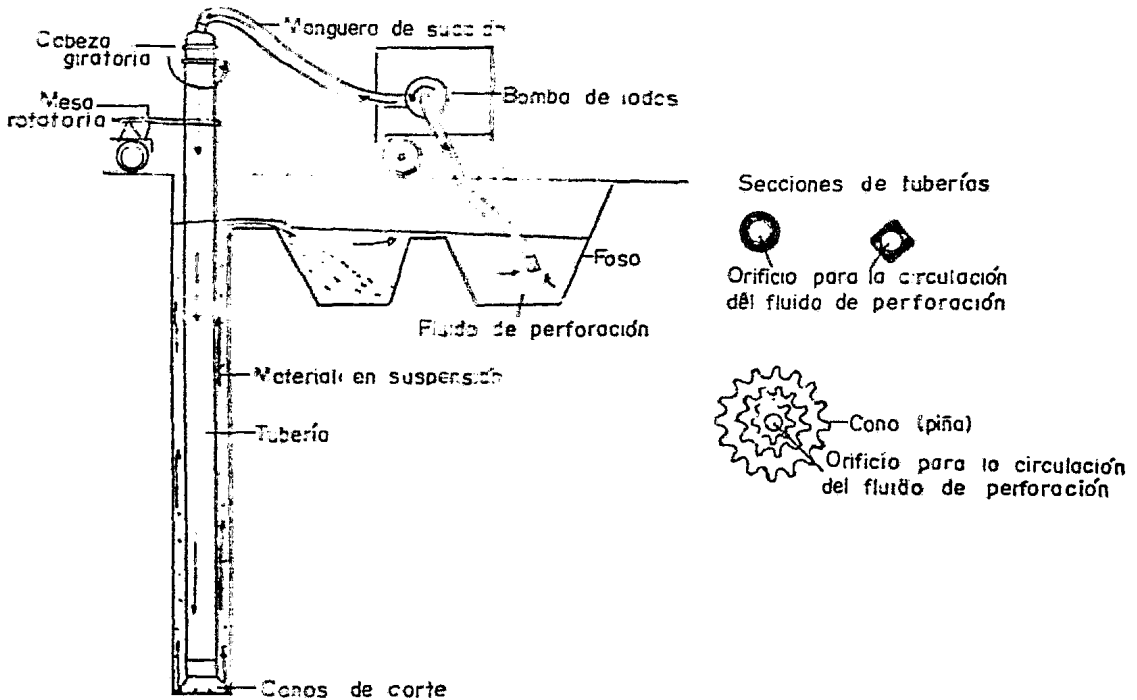 Manguera de
Cabeza
giratoria
Mesa
rotatoria
Bomba de lodos
Secciones de tuberías
Foso
Orificio para la circulación
del fluido de perforación
Fluido de perforación
Material en suspensión
Tubería
Cono (piña)
Orificio para la circulación
del fluido de perforación
Conos de corte